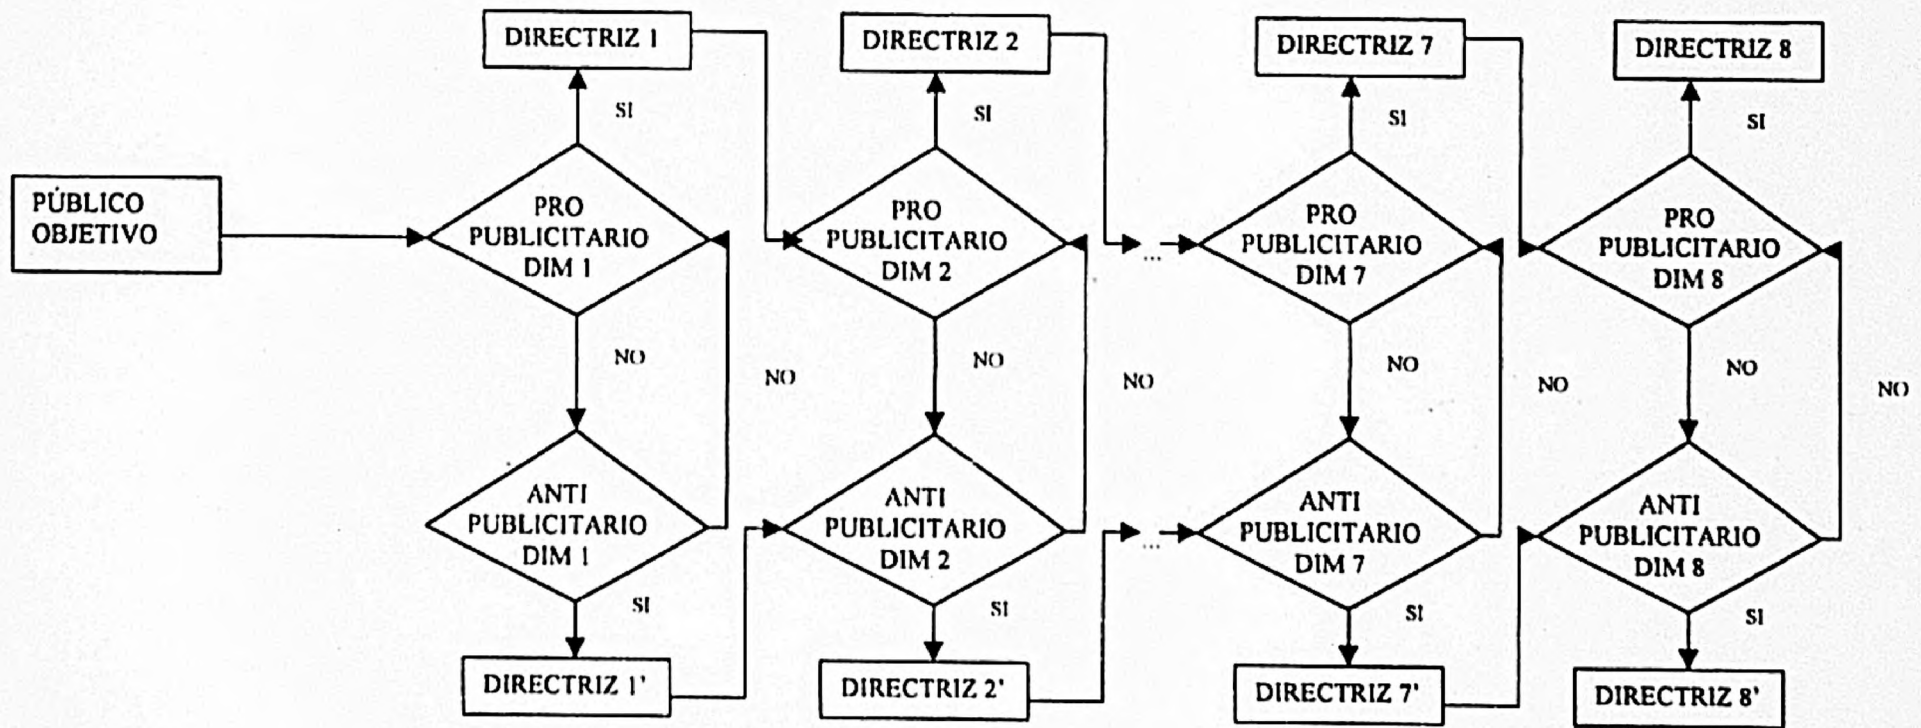 DIRECTRIZ 1
DIRECTRIZ 2
DIRECTRIZ 7
DIRECTRIZ 8
SI
SI
SI
SI
PÚBLICO
OBJETIVO
PRO
PUBLICITARIO
DIM 1
PRO
PUBLICITARIO
DIM 2
...
PRO
PUBLICITARIO
DIM 7
PRO
PUBLICITARIO
DIM 8
NO
NO
NO
NO
NO
NO
NO
NO
ANTI
PUBLICITARIO
DIM 1
ANTI
PUBLICITARIO
DIM 2
...
ANTI
PUBLICITARIO
DIM 7
ANTI
PUBLICITARIO
DIM 8
SI
SI
SI
SI
DIRECTRIZ 1'
DIRECTRIZ 2'
DIRECTRIZ 7'
DIRECTRIZ 8'